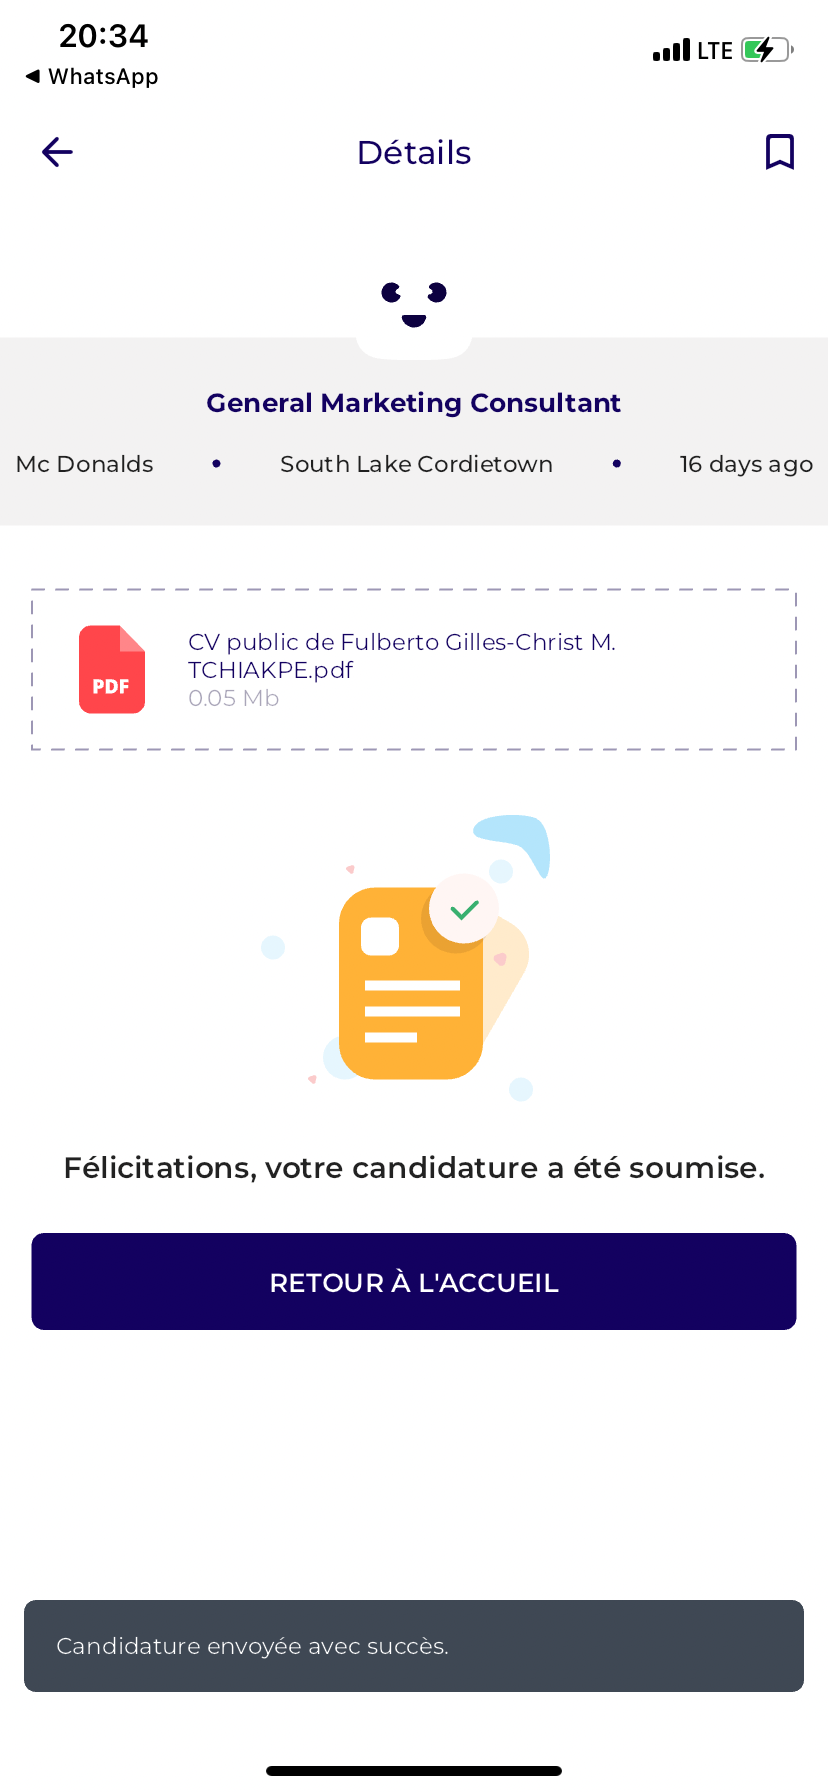 20:34
LTE
◀ WhatsApp
Détails
General Marketing Consultant
Mc Donalds • South Lake Cordietown • 16 days ago
PDF
CV public de Fulberto Gilles-Christ M.
TCHIAKPE.pdf
0.05 Mb
Félicitations, votre candidature a été soumise.
RETOUR À L'ACCUEIL
Candidature envoyée avec succès.